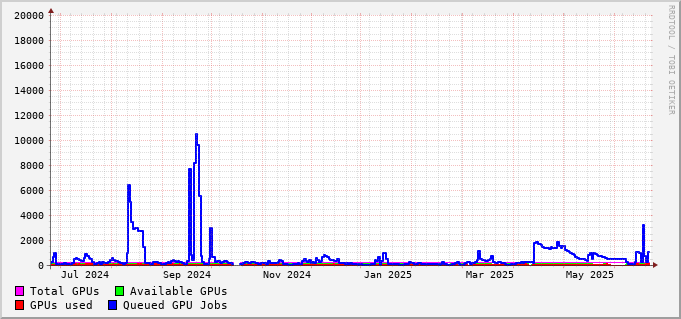 20000
18000
16000
14000
12000
10000
8000
6000
4000
2000
0
Jul 2024 Sep 2024 Nov 2024 Jan 2025 Mar 2025 May 2025
Total GPUs Available GPUs
GPUs used Queued GPU Jobs
RRDTOOL / TOBI OETIKER